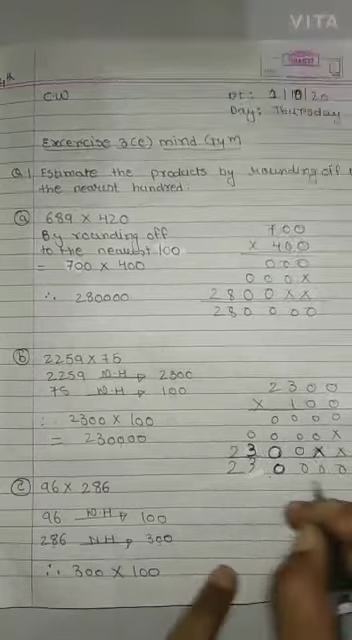 VITA
C.W
Dt: 1/10/20
Day: Thursday
Excercise 3(e) mind Gym
Q.1 Estimate the products by rounding off
the nearest hundred.
(a) 689 × 420
By rounding off
to the nearest 100
= 700 × 400
∴ 280000
700
× 400
000
000×
2800××
280000
(b) 2259 × 75
2259 N.H → 2300
75 N.H → 100
∴ 2300 × 100
= 230000
2300
× 100
0000
0000×
2300××
230000
(c) 96 × 286
96 N.H → 100
286 N.H → 300
∴ 300 × 100